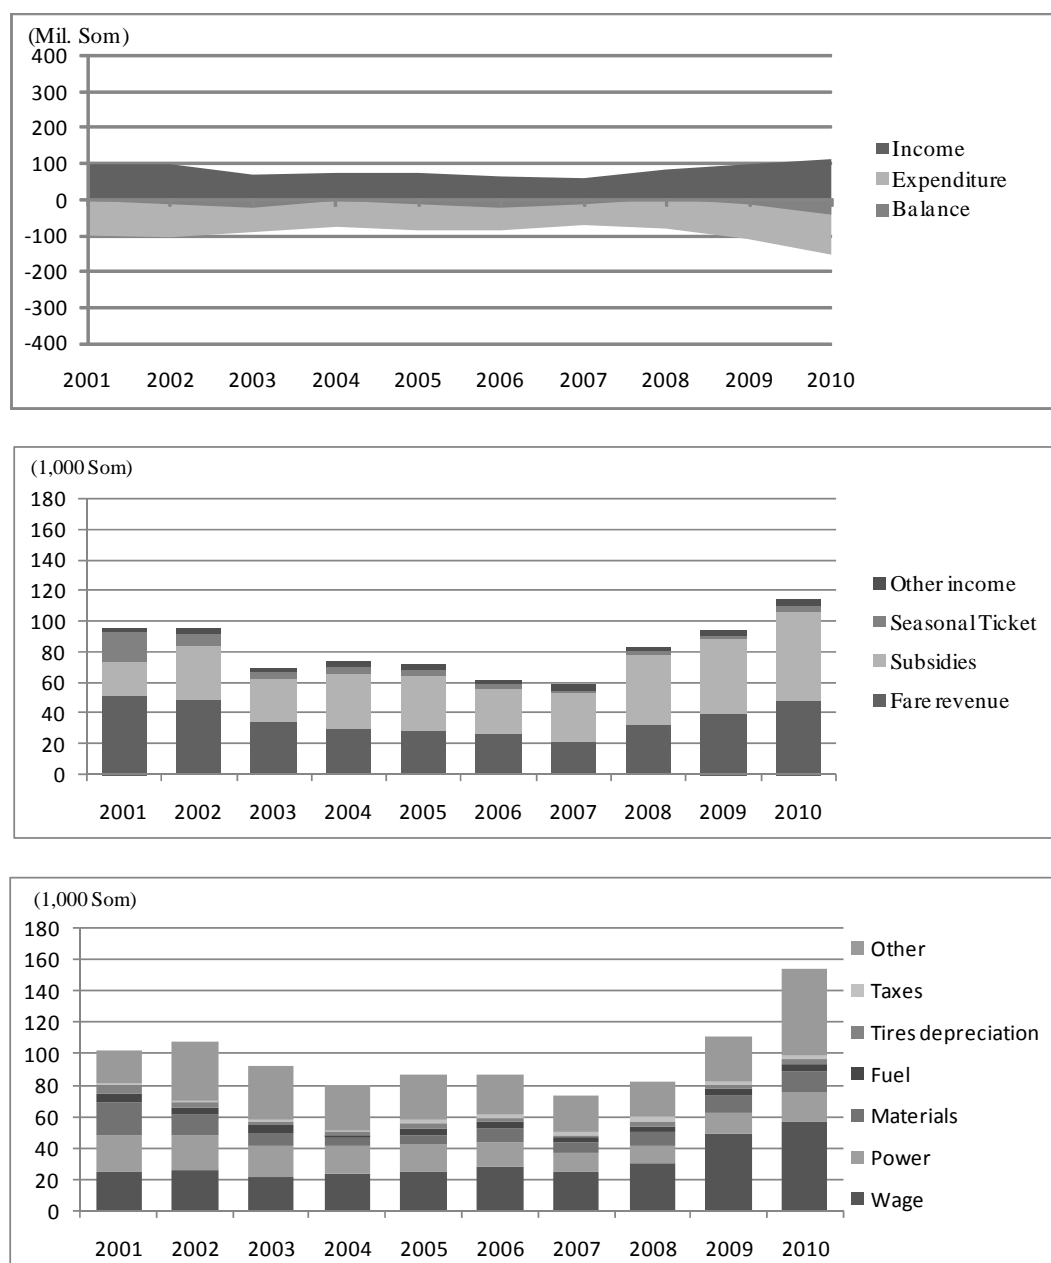 (Mil. Som)
400
300
200
100
0
-100
-200
-300
-400
2001 2002 2003 2004 2005 2006 2007 2008 2009 2010
Income
Expenditure
Balance
(1,000 Som)
180
160
140
120
100
80
60
40
20
0
2001 2002 2003 2004 2005 2006 2007 2008 2009 2010
Other income
Seasonal Ticket
Subsidies
Fare revenue
(1,000 Som)
180
160
140
120
100
80
60
40
20
0
2001 2002 2003 2004 2005 2006 2007 2008 2009 2010
Other
Taxes
Tires depreciation
Fuel
Materials
Power
Wage